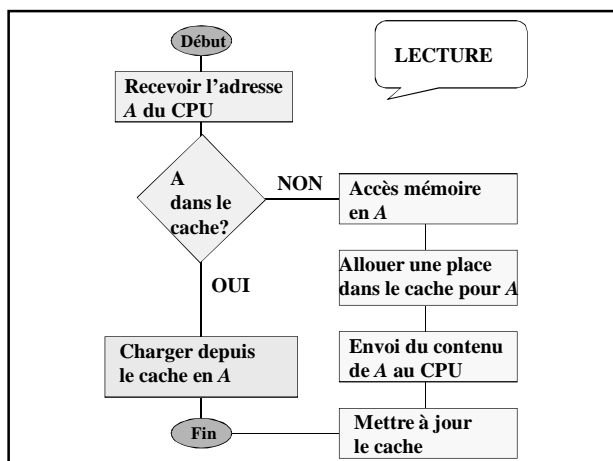 Début
LECTURE
Recevoir l'adresse
A du CPU
A
dans le
cache?
NON
Accès mémoire
en A
Allouer une place
dans le cache pour A
OUI
Envoi du contenu
de A au CPU
Charger depuis
le cache en A
Mettre à jour
le cache
Fin